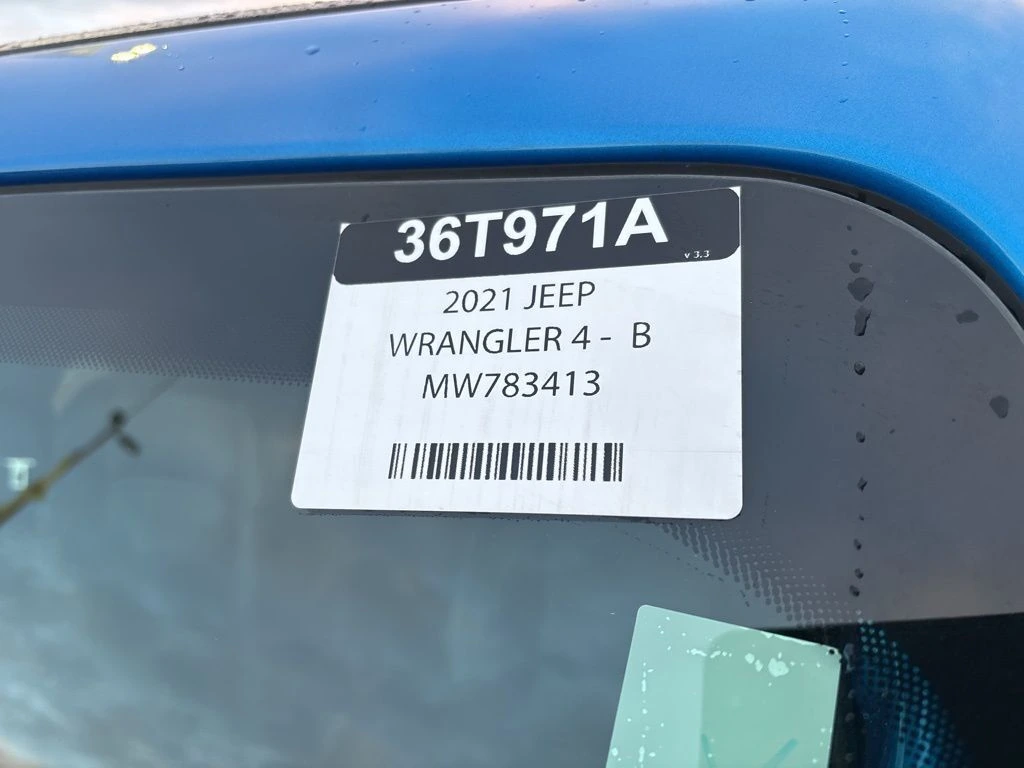 36T971A
v 3.3
2021 JEEP
WRANGLER 4 - B
MW783413